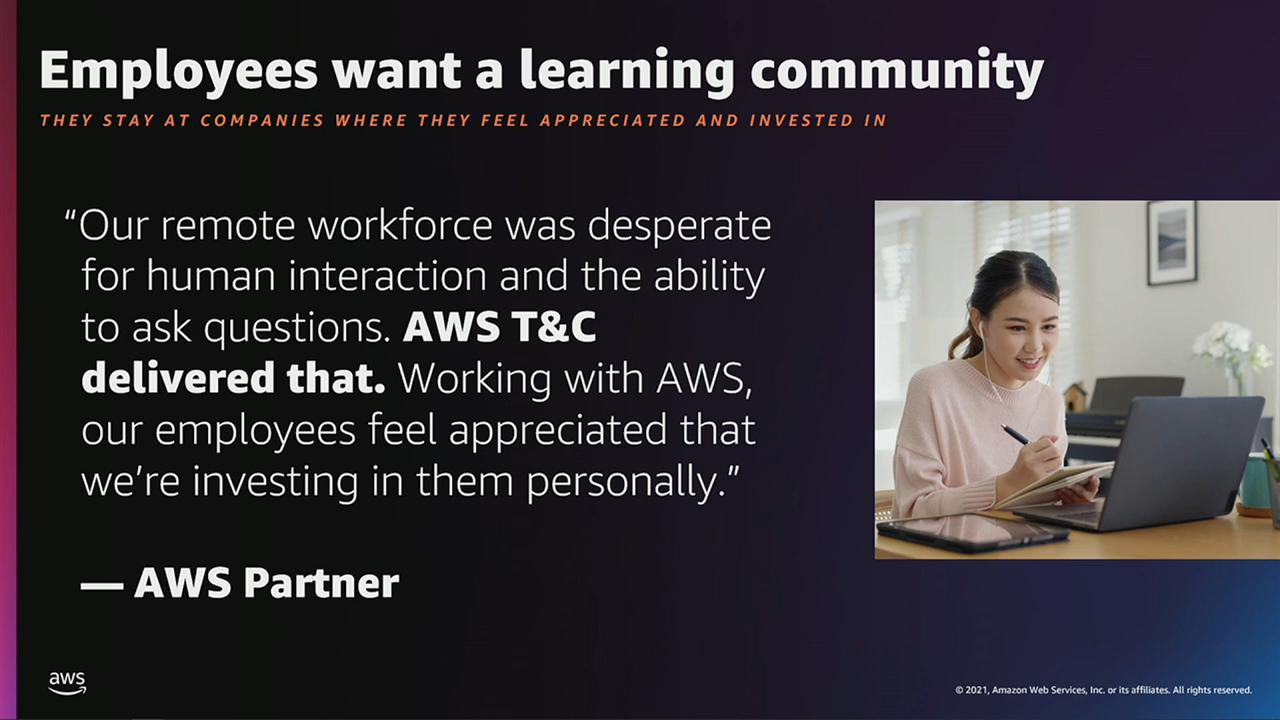 Employees want a learning community
THEY STAY AT COMPANIES WHERE THEY FEEL APPRECIATED AND INVESTED IN
“Our remote workforce was desperate
for human interaction and the ability
to ask questions. AWS T&C
delivered that. Working with AWS,
our employees feel appreciated that
we’re investing in them personally.”
— AWS Partner
aws
© 2021, Amazon Web Services, Inc. or its affiliates. All rights reserved.